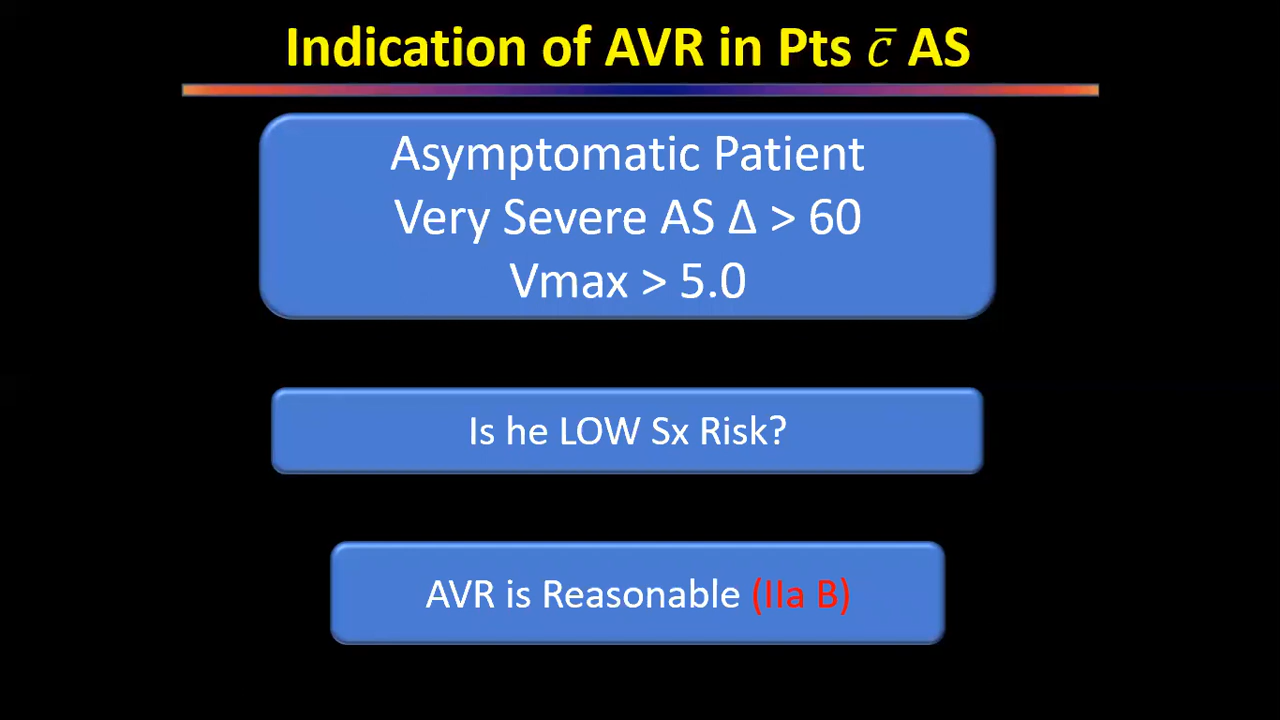 Indication of AVR in Pts c̄ AS
Asymptomatic Patient
Very Severe AS Δ > 60
Vmax > 5.0
Is he LOW Sx Risk?
AVR is Reasonable (IIa B)